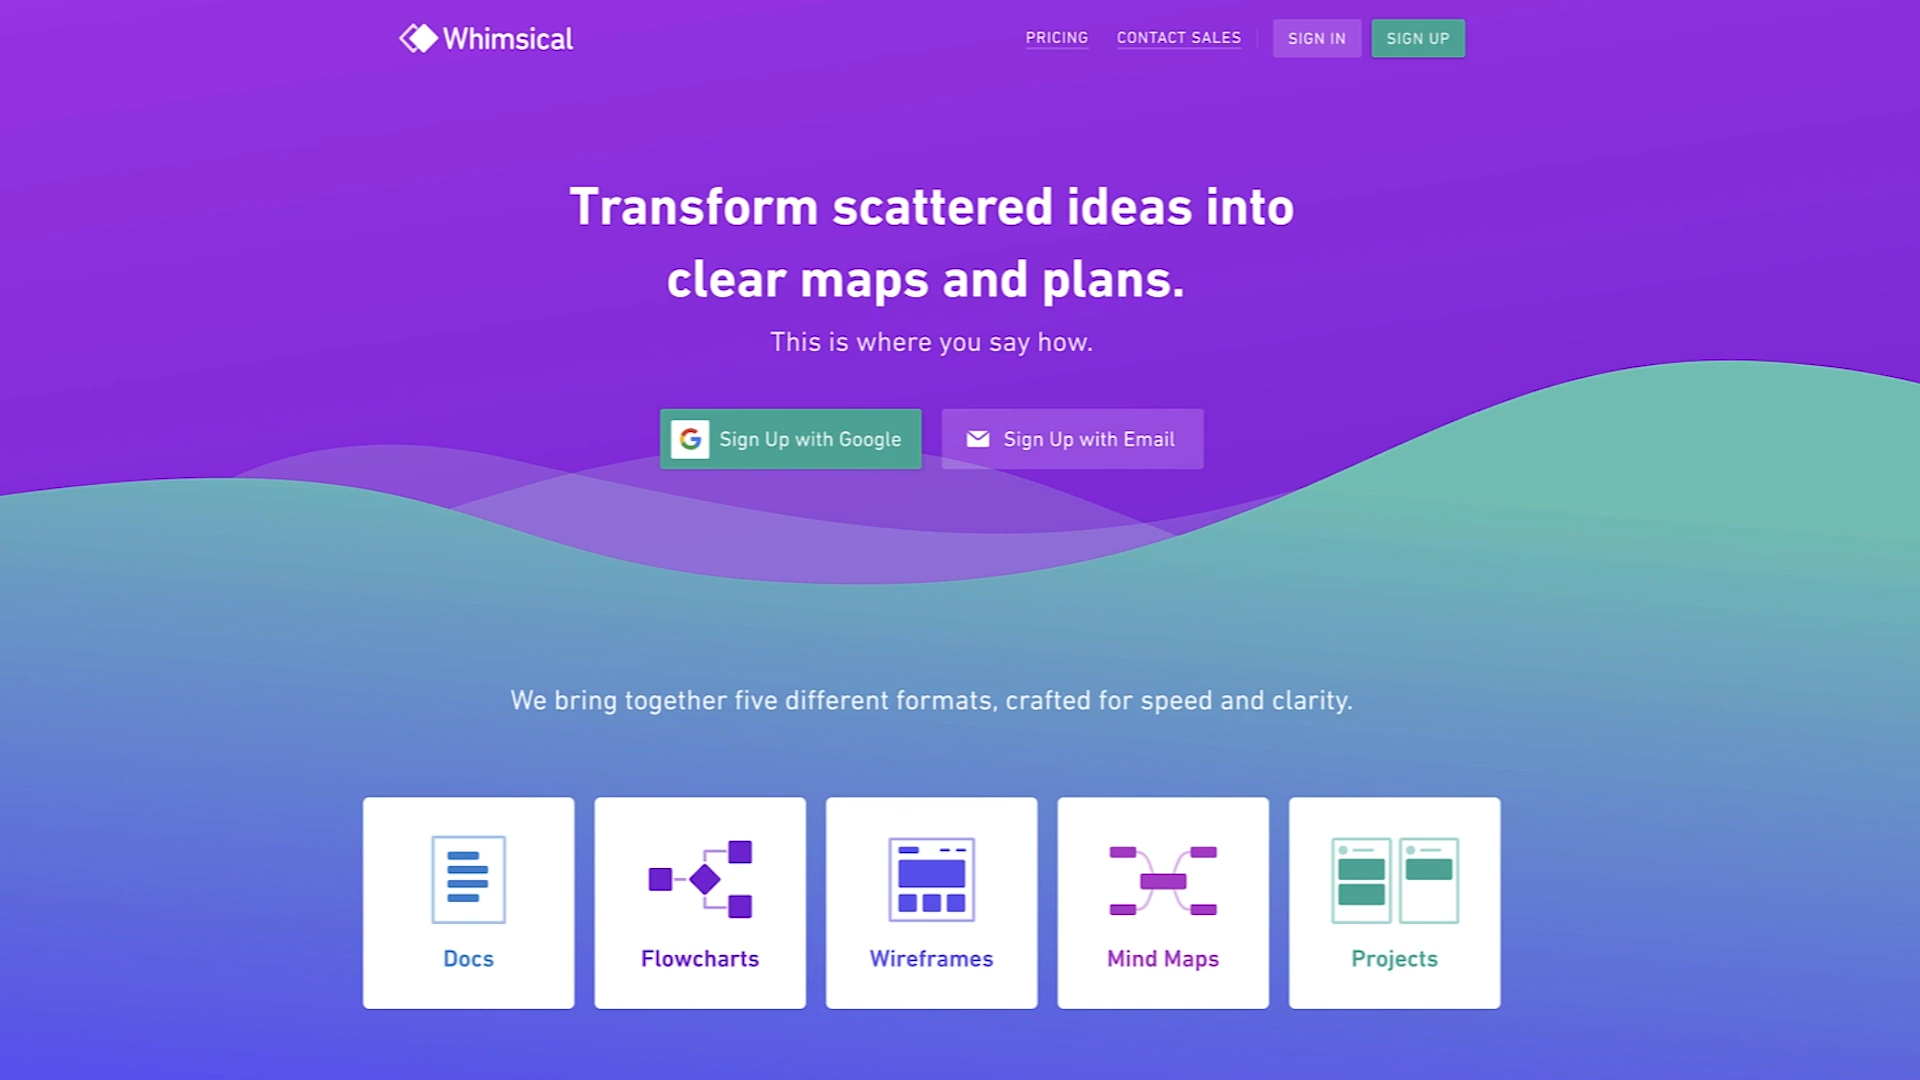 Whimsical
PRICING
CONTACT SALES
SIGN IN
SIGN UP
Transform scattered ideas into
clear maps and plans.
This is where you say how.
G
Sign Up with Google
Sign Up with Email
We bring together five different formats, crafted for speed and clarity.
Docs
Flowcharts
Wireframes
Mind Maps
Projects